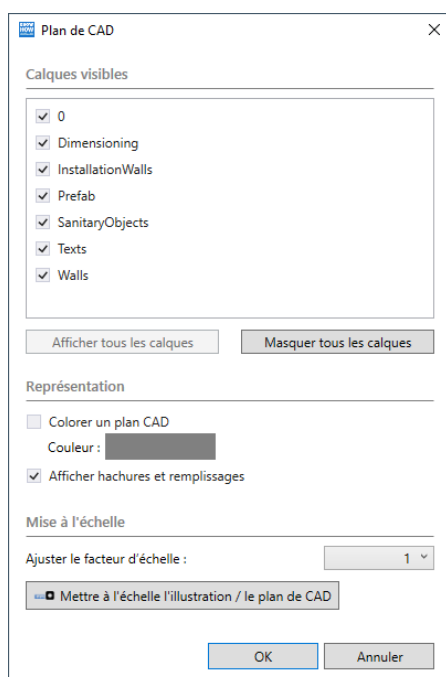 Plan de CAD
Calques visibles
0
Dimensioning
InstallationWalls
Prefab
SanitaryObjects
Texts
Walls
Afficher tous les calques Masquer tous les calques
Représentation
Colorer un plan CAD
Couleur :
Afficher hachures et remplissages
Mise à l'échelle
Ajuster le facteur d'échelle : 1
Mettre à l'échelle l'illustration / le plan de CAD
OK Annuler